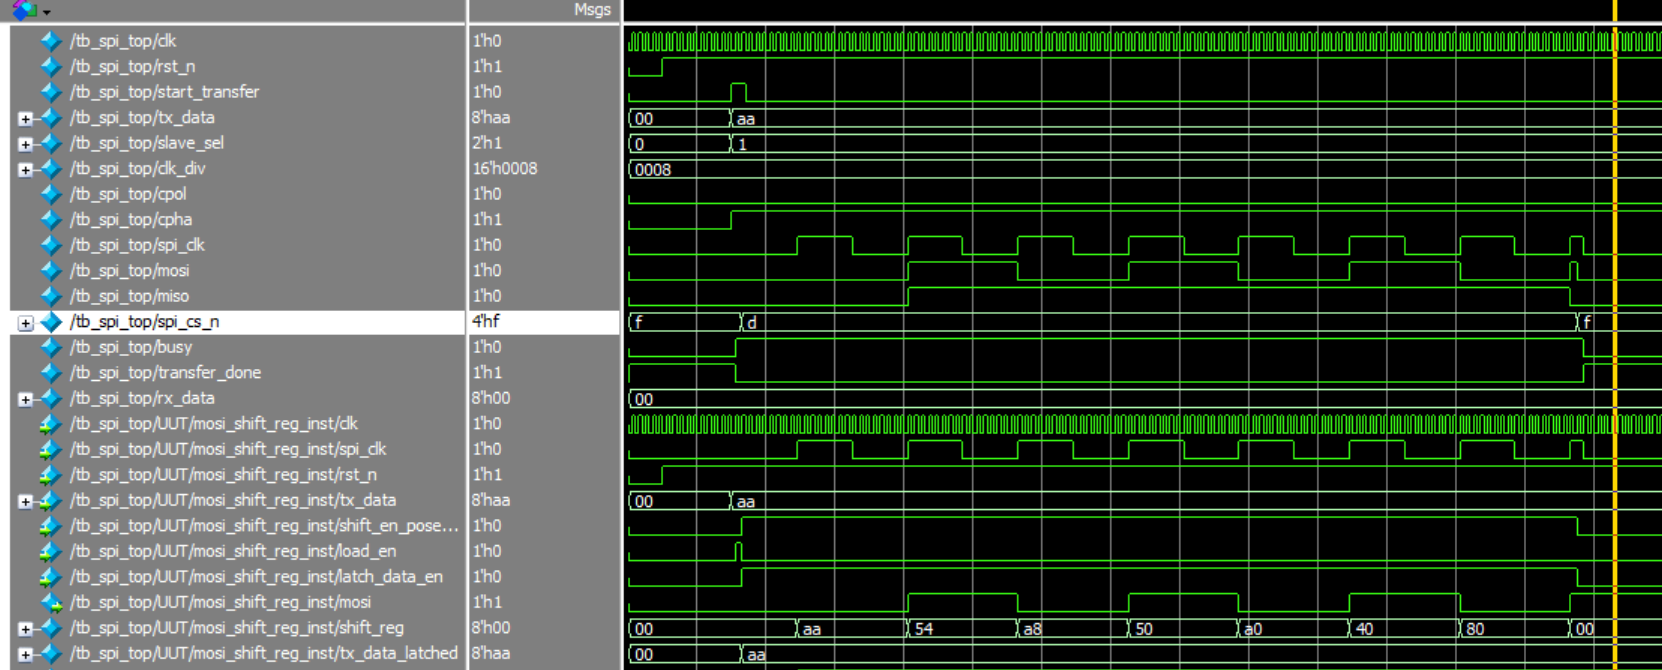 Msgs
/tb_spi_top/clk 1'h0
/tb_spi_top/rst_n 1'h1
/tb_spi_top/start_transfer 1'h0
/tb_spi_top/tx_data 8'haa 00 aa
/tb_spi_top/slave_sel 2'h1 0 1
/tb_spi_top/clk_div 16'h0008 0008
/tb_spi_top/cpol 1'h0
/tb_spi_top/cpha 1'h1
/tb_spi_top/spi_clk 1'h0
/tb_spi_top/mosi 1'h0
/tb_spi_top/miso 1'h0
/tb_spi_top/spi_cs_n 4'hf f d f
/tb_spi_top/busy 1'h0
/tb_spi_top/transfer_done 1'h1
/tb_spi_top/rx_data 8'h00 00
/tb_spi_top/UUT/mosi_shift_reg_inst/clk 1'h0
/tb_spi_top/UUT/mosi_shift_reg_inst/spi_clk 1'h0
/tb_spi_top/UUT/mosi_shift_reg_inst/rst_n 1'h1
/tb_spi_top/UUT/mosi_shift_reg_inst/tx_data 8'haa 00 aa
/tb_spi_top/UUT/mosi_shift_reg_inst/shift_en_pose... 1'h0
/tb_spi_top/UUT/mosi_shift_reg_inst/load_en 1'h0
/tb_spi_top/UUT/mosi_shift_reg_inst/latch_data_en 1'h0
/tb_spi_top/UUT/mosi_shift_reg_inst/mosi 1'h1
/tb_spi_top/UUT/mosi_shift_reg_inst/shift_reg 8'h00 00 aa 54 a8 50 a0 40 80 00
/tb_spi_top/UUT/mosi_shift_reg_inst/tx_data_latched 8'haa 00 aa